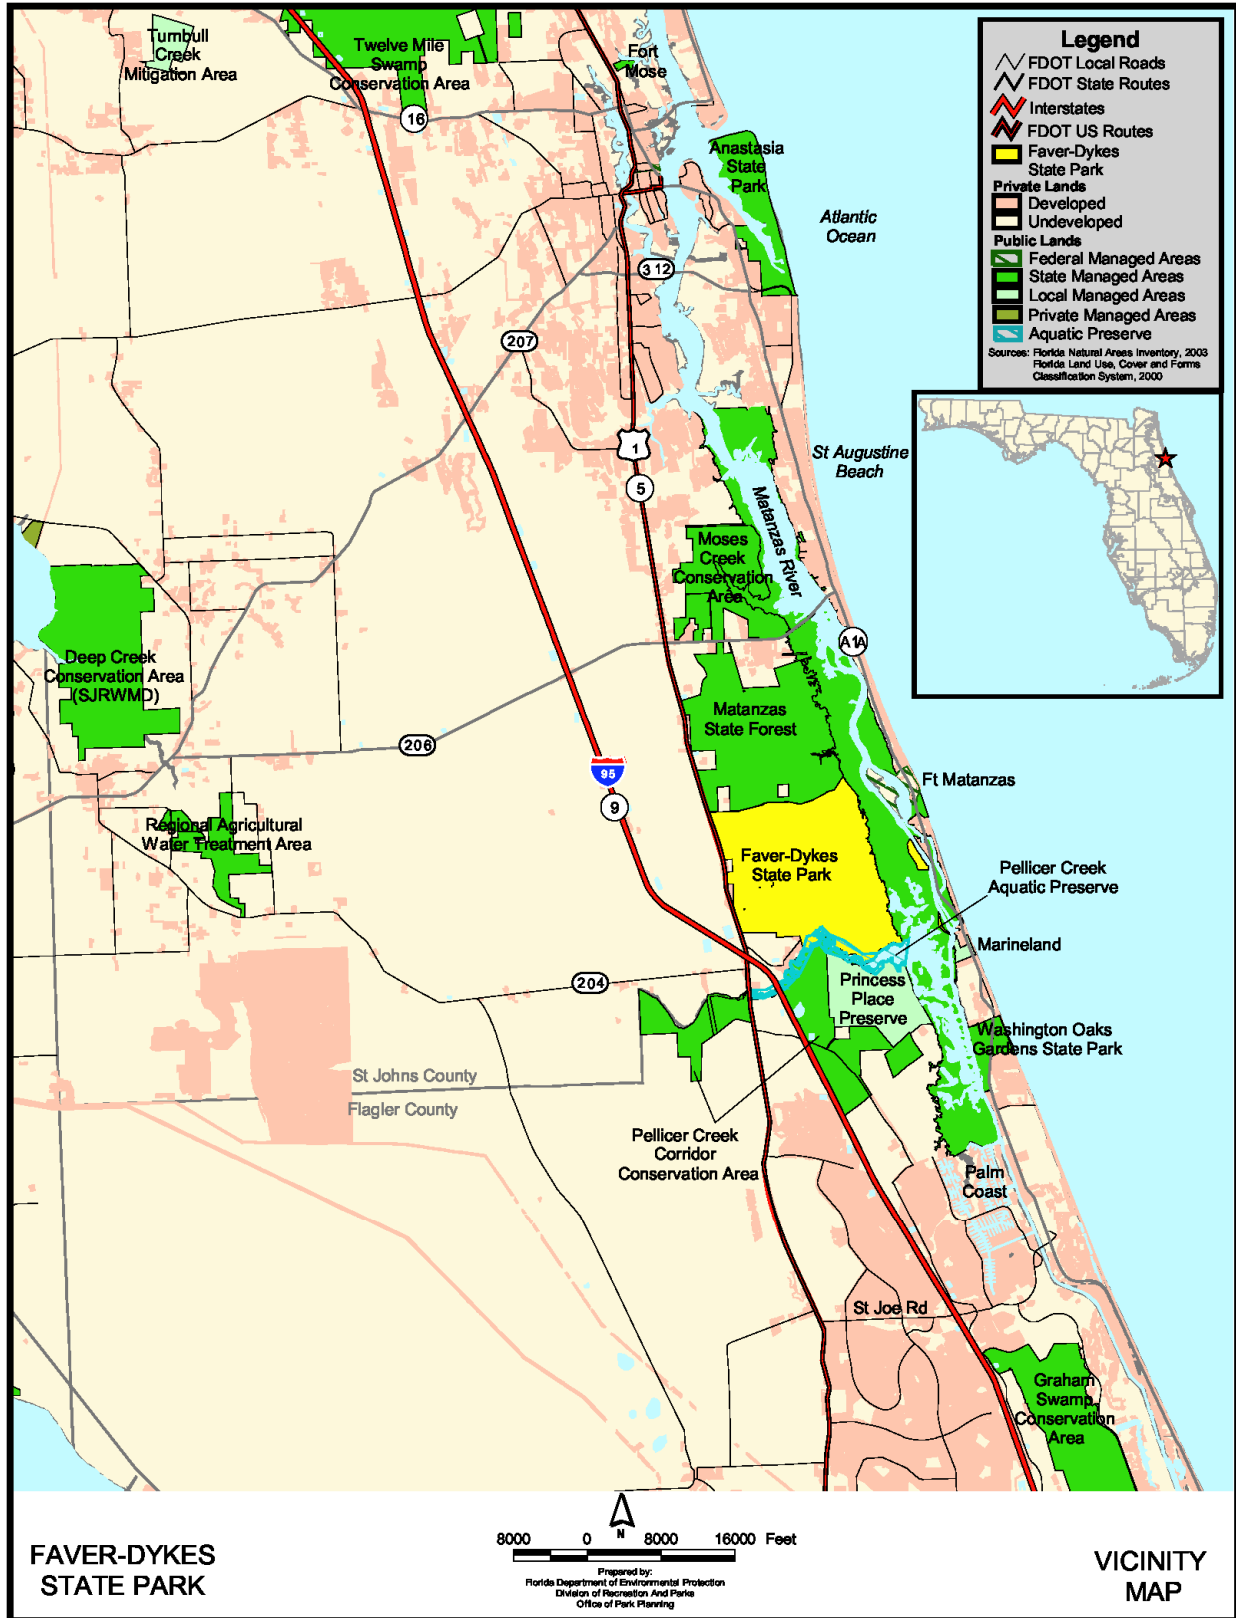 Turnbull
Creek
Mitigation Area
Twelve Mile
Swamp
Conservation Area
Fort
Mose
16
Anastasia
State
Park
Atlantic
Ocean
Legend
FDOT Local Roads
FDOT State Routes
Interstates
FDOT US Routes
Faver-Dykes
State Park
Private Lands
Developed
Undeveloped
Public Lands
Federal Managed Areas
State Managed Areas
Local Managed Areas
Private Managed Areas
Aquatic Preserve
Sources: Florida Natural Areas Inventory, 2003
Florida Land Use, Cover and Forms
Classification System, 2000
312
207
1
5
St Augustine
Beach
Matanzas River
Moses
Creek
Conservation
Area
A1A
Deep Creek
Conservation Area
(SJRWMD)
Matanzas
State Forest
206
95
9
Ft Matanzas
Regional Agricultural
Water Treatment Area
Faver-Dykes
State Park
Pellicer Creek
Aquatic Preserve
Marineland
204
Princess
Place
Preserve
Washington Oaks
Gardens State Park
St Johns County
Flagler County
Pellicer Creek
Corridor
Conservation Area
Palm
Coast
St Joe Rd
Graham
Swamp
Conservation
Area
FAVER-DYKES
STATE PARK
N
8000 0 8000 16000 Feet
Prepared by:
Florida Department of Environmental Protection
Division of Recreation And Parks
Office of Park Planning
VICINITY
MAP